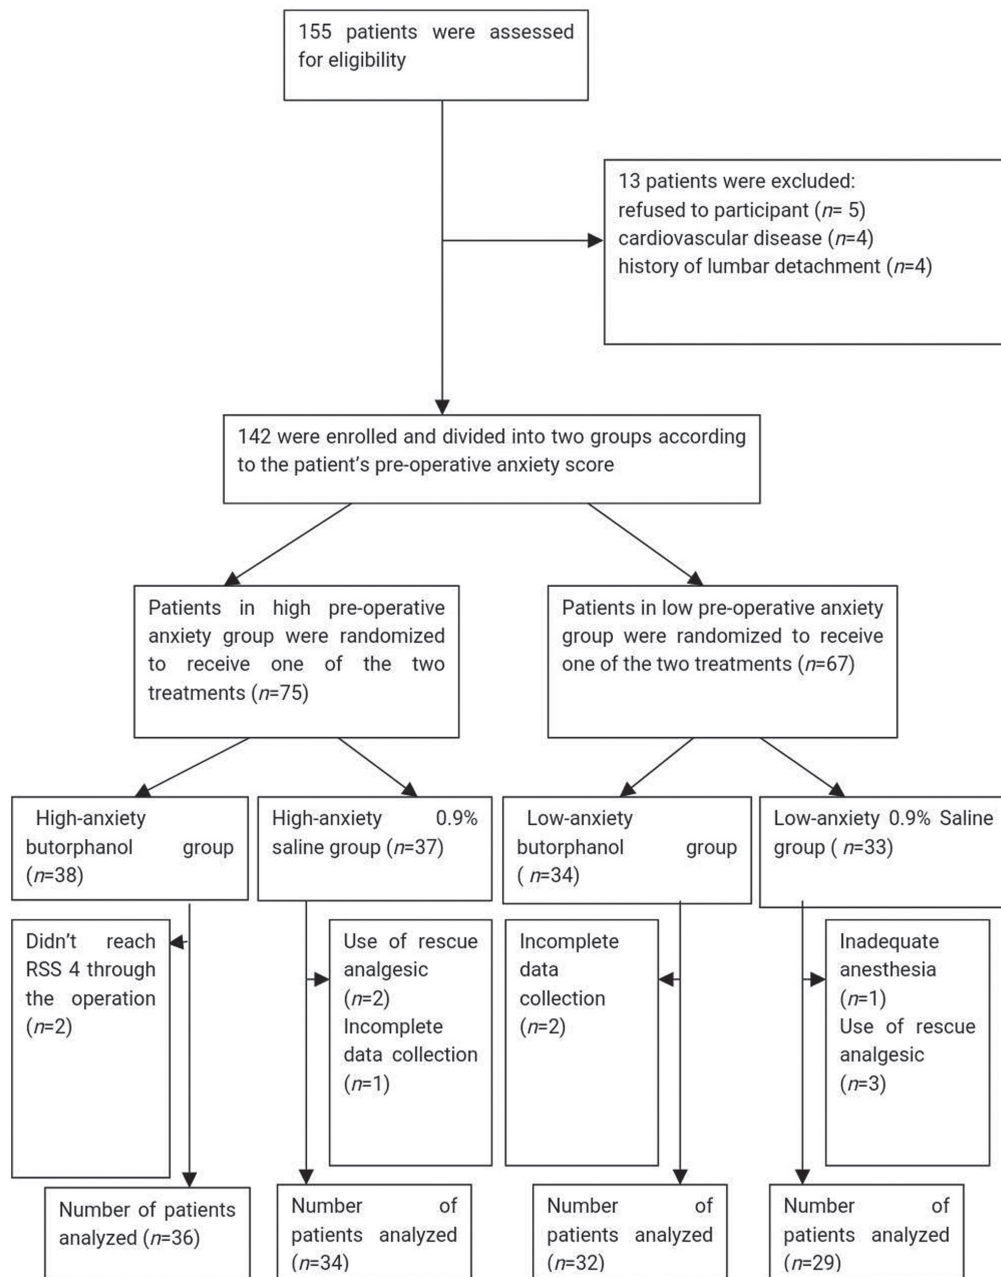 155 patients were assessed
for eligibility
13 patients were excluded:
refused to participant (n= 5)
cardiovascular disease (n=4)
history of lumbar detachment (n=4)
142 were enrolled and divided into two groups according
to the patient’s pre-operative anxiety score
Patients in high pre-operative
anxiety group were randomized
to receive one of the two
treatments (n=75)
Patients in low pre-operative anxiety
group were randomized to receive
one of the two treatments (n=67)
High-anxiety
butorphanol group
(n=38)
High-anxiety 0.9%
saline group (n=37)
Low-anxiety
butorphanol group
( n=34)
Low-anxiety 0.9% Saline
group ( n=33)
Didn’t reach
RSS 4 through
the operation
(n=2)
Use of rescue
analgesic
(n=2)
Incomplete
data collection
(n=1)
Incomplete
data
collection
(n=2)
Inadequate
anesthesia
(n=1)
Use of rescue
analgesic
(n=3)
Number of patients
analyzed (n=36)
Number of
patients analyzed
(n=34)
Number of
patients analyzed
(n=32)
Number of
patients analyzed
(n=29)